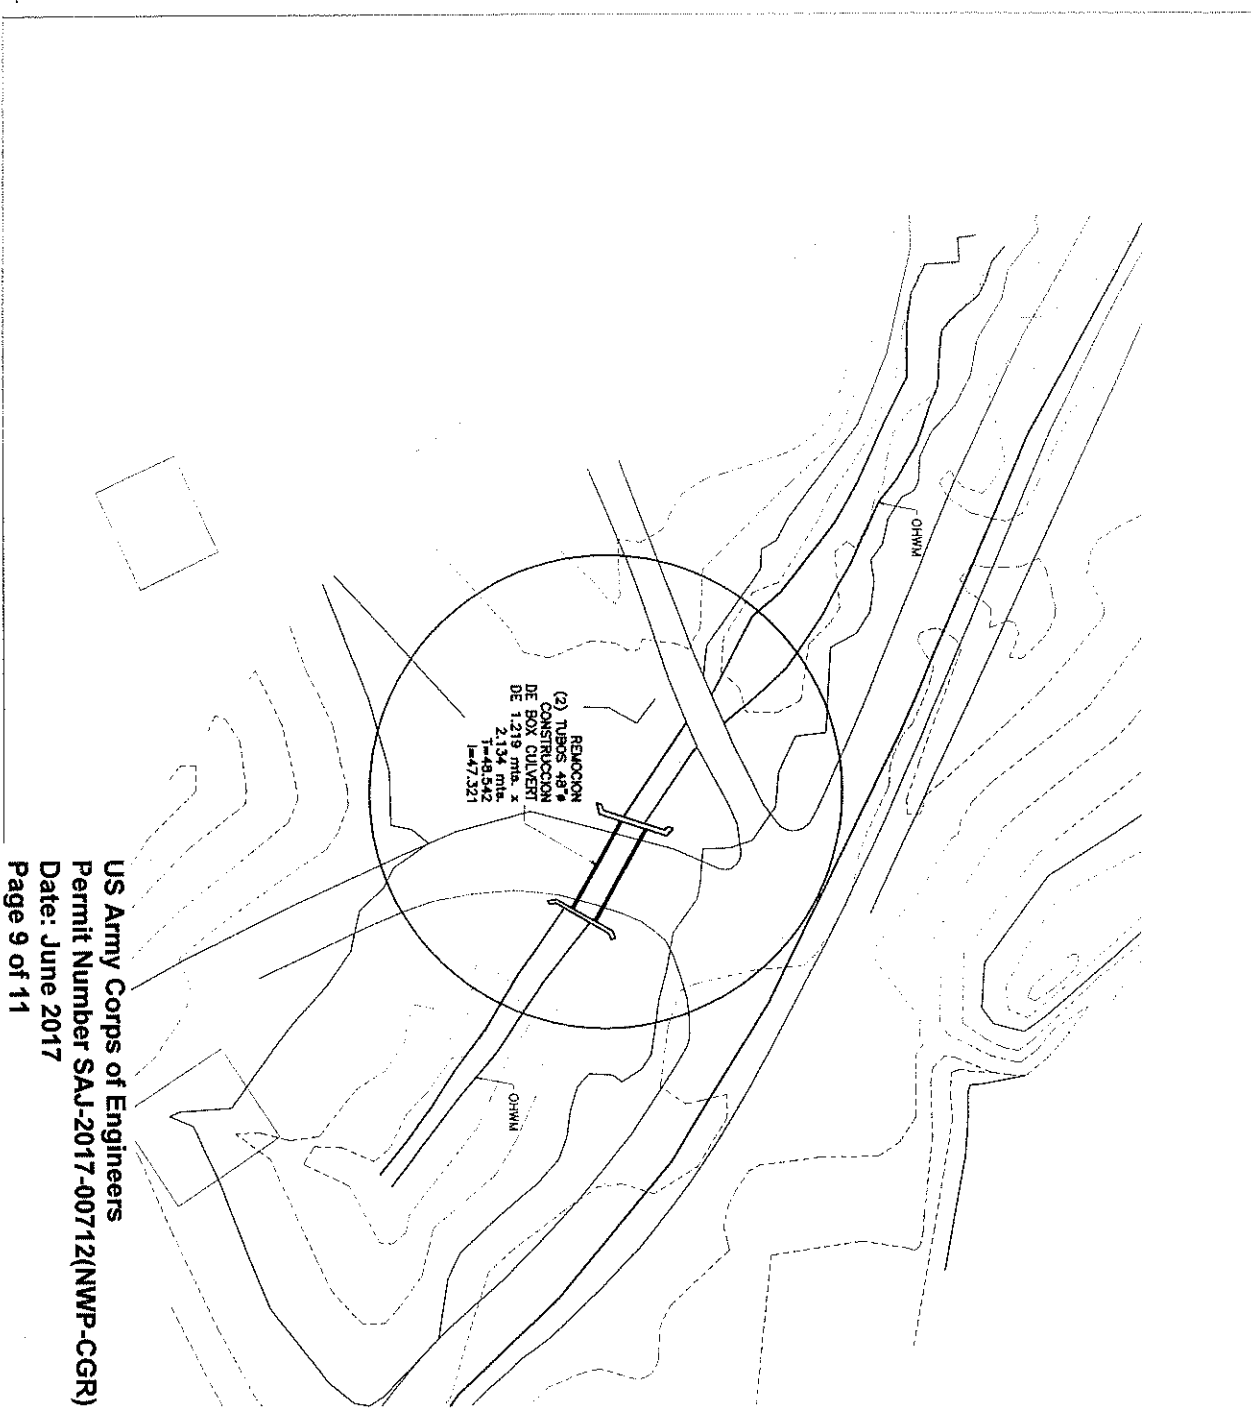 OHWM
REMOCION
(2) TUBOS 48"ø
CONSTRUCCION
DE BOX CULVERT
DE 1.219 mts. x
2.134 mts.
T=48.542
I=47.321
OHWM
US Army Corps of Engineers
Permit Number SAJ-2017-00712(NWP-CGR)
Date: June 2017
Page 9 of 11